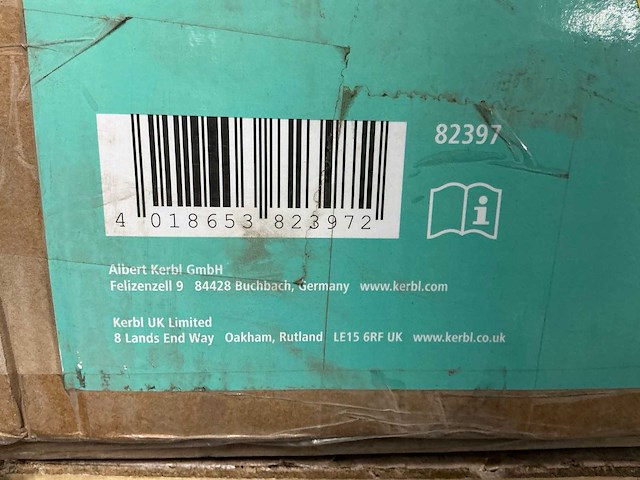 82397
4 018653 823972
Albert Kerbl GmbH
Felizenzell 9 84428 Buchbach, Germany www.kerbl.com
Kerbl UK Limited
8 Lands End Way Oakham, Rutland LE15 6RF UK www.kerbl.co.uk